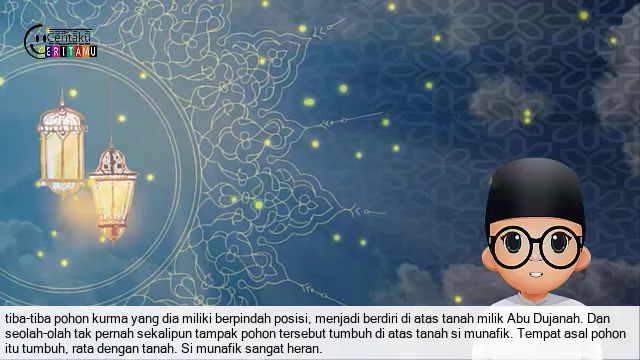 Ceritaku
CERITAMU
tiba-tiba pohon kurma yang dia miliki berpindah posisi, menjadi berdiri di atas tanah milik Abu Dujanah. Dan
seolah-olah tak pernah sekalipun tampak pohon tersebut tumbuh di atas tanah si munafik. Tempat asal pohon
itu tumbuh, rata dengan tanah. Si munafik sangat heran.